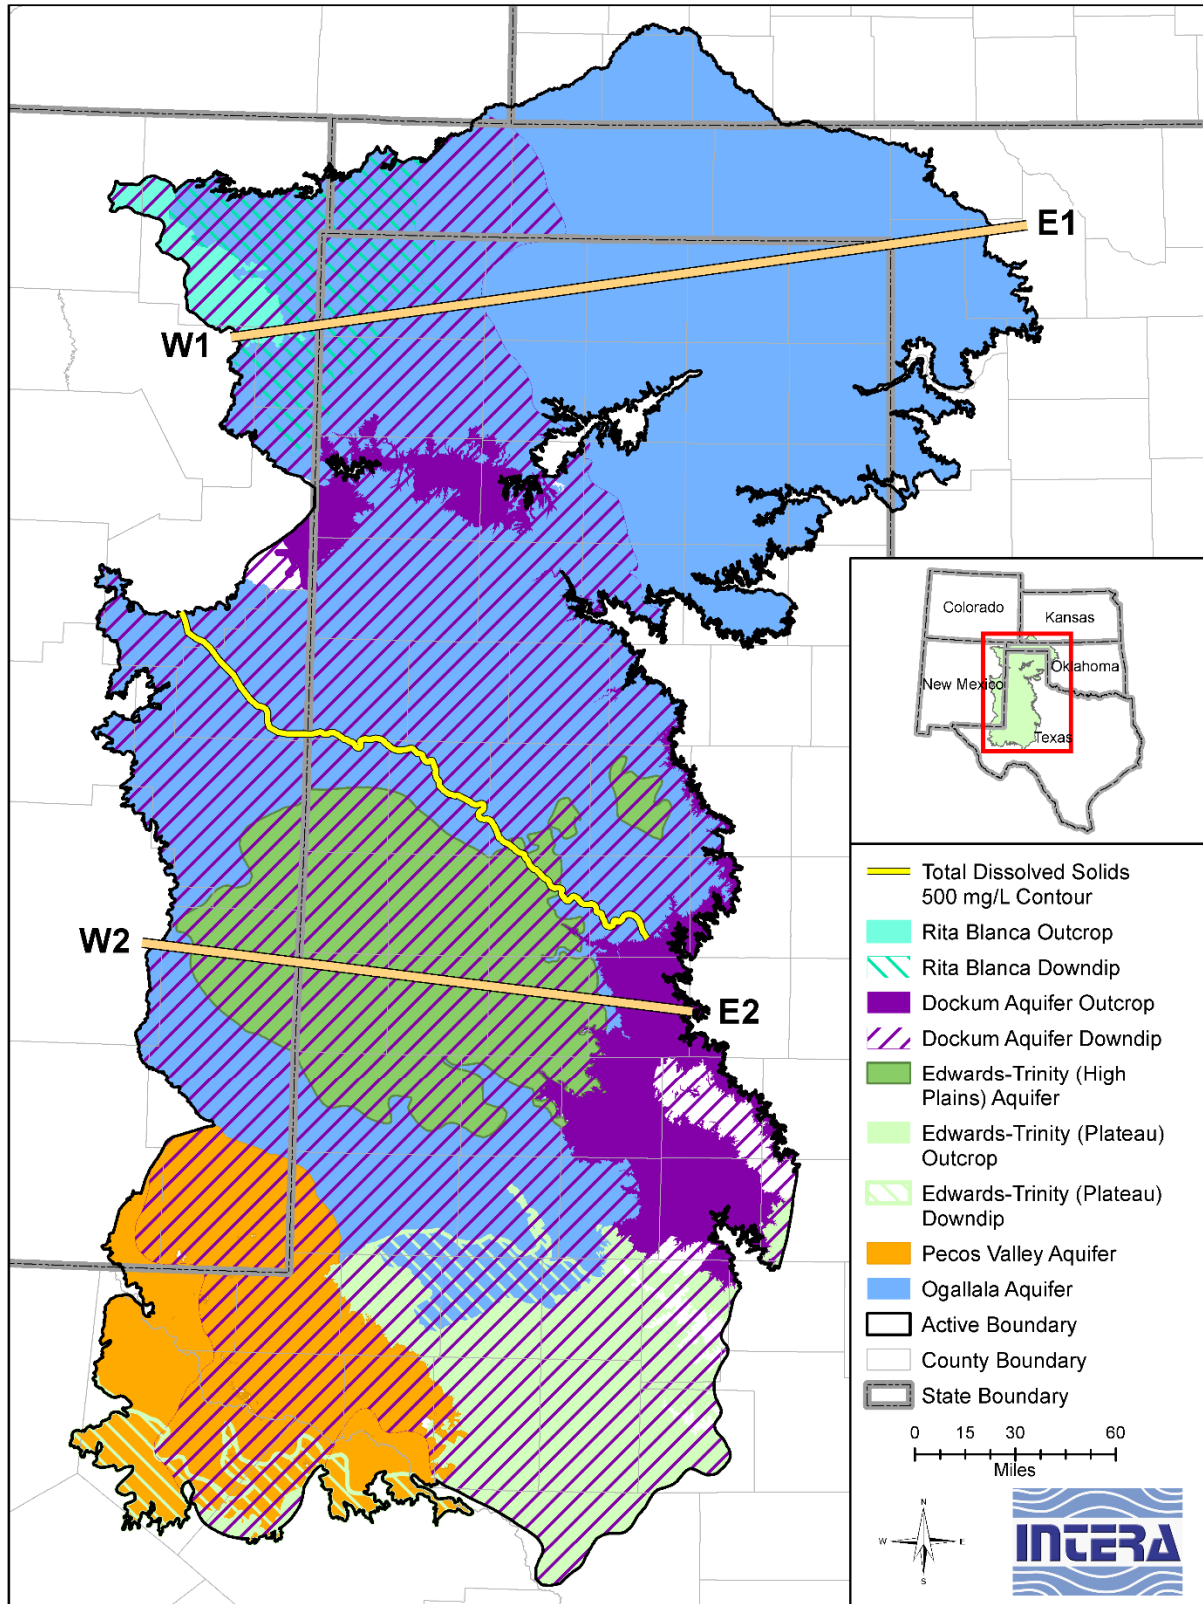 E1
W1
W2
E2
Colorado
Kansas
New Mexico
Oklahoma
Texas
Total Dissolved Solids
500 mg/L Contour
Rita Blanca Outcrop
Rita Blanca Downdip
Dockum Aquifer Outcrop
Dockum Aquifer Downdip
Edwards-Trinity (High
Plains) Aquifer
Edwards-Trinity (Plateau)
Outcrop
Edwards-Trinity (Plateau)
Downdip
Pecos Valley Aquifer
Ogallala Aquifer
Active Boundary
County Boundary
State Boundary
0 15 30 60
Miles
N
W E
S
INTERA